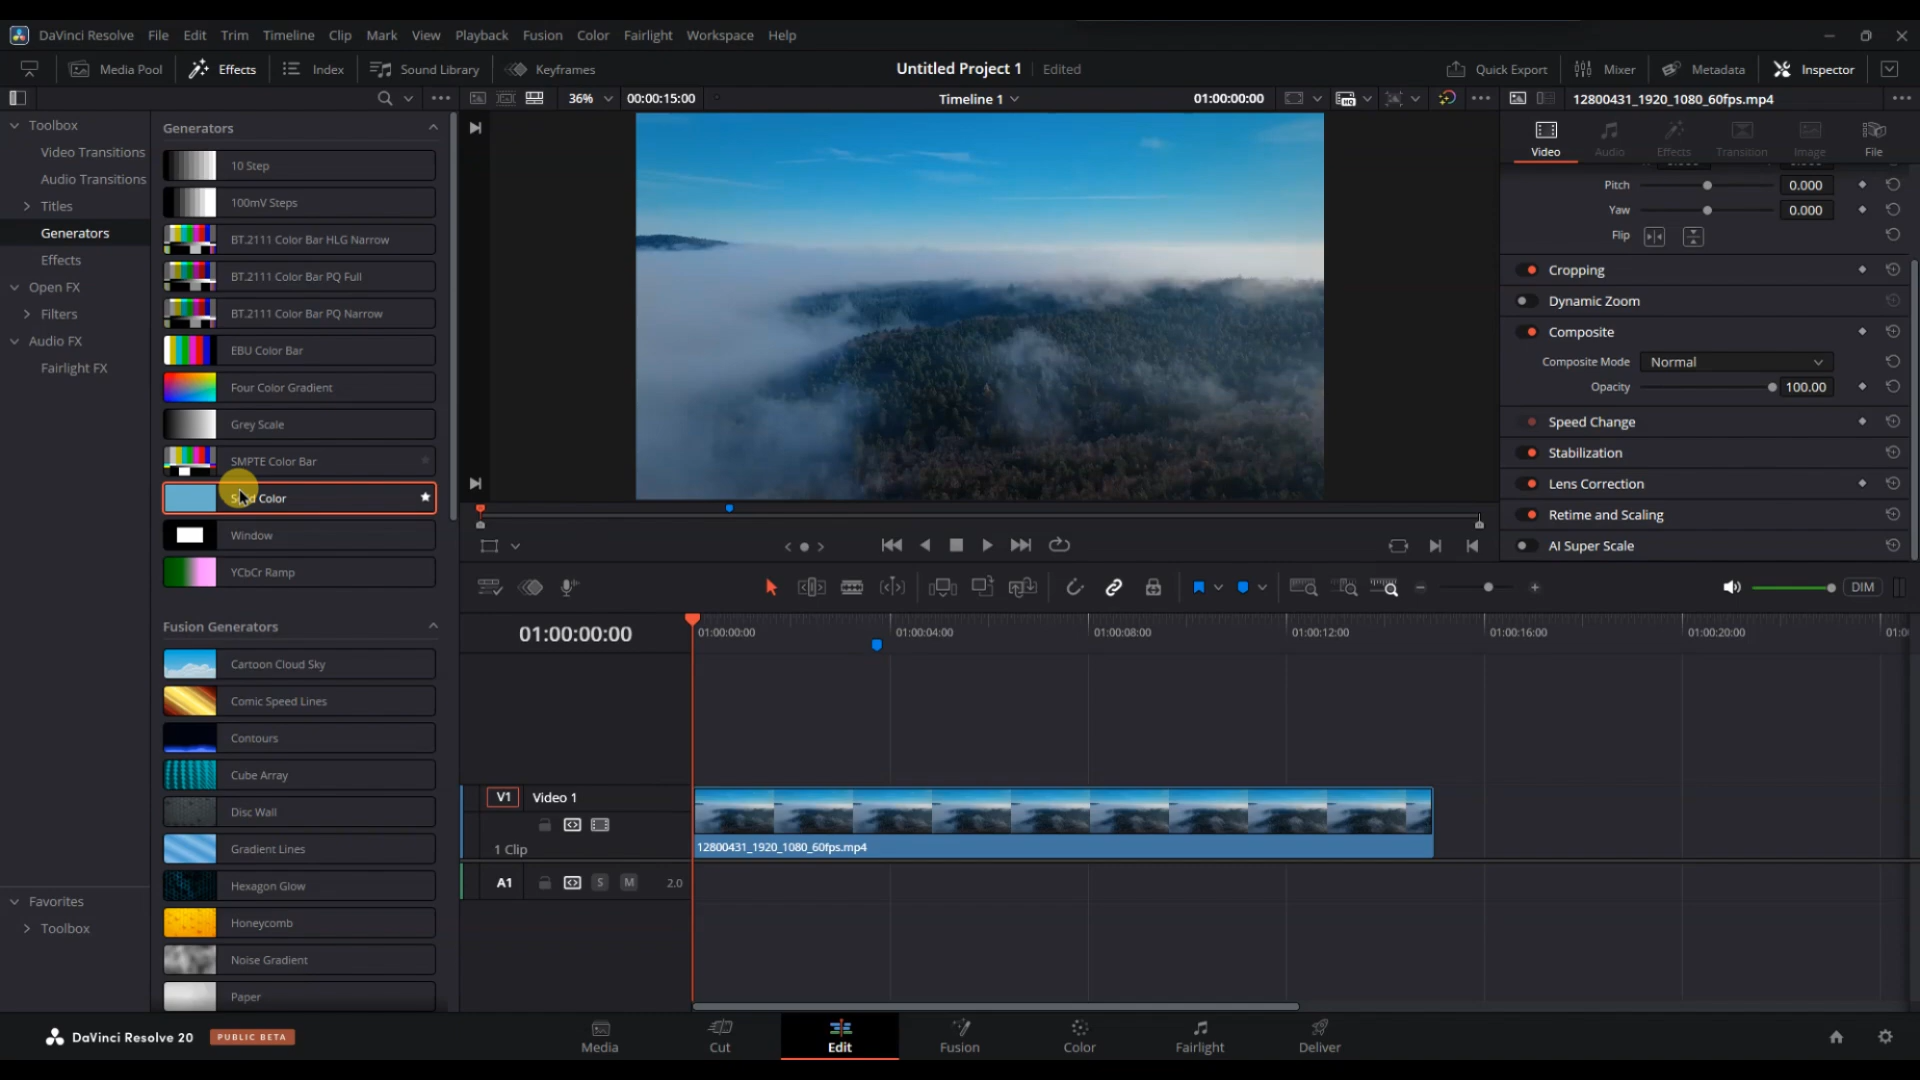 DaVinci Resolve File Edit Trim Timeline Clip Mark View Playback Fusion Color Fairlight Workspace Help
Media Pool Effects Index Sound Library Keyframes Untitled Project 1 Edited Quick Export Mixer Metadata Inspector
36% 00:00:15:00 Timeline 1 01:00:00:00 12800431_1920_1080_60fps.mp4
Toolbox
Video Transitions
Audio Transitions
Titles
Generators
Effects
Open FX
Filters
Audio FX
Fairlight FX
Favorites
Toolbox
Generators
10 Step
100mV Steps
BT.2111 Color Bar HLG Narrow
BT.2111 Color Bar PQ Full
BT.2111 Color Bar PQ Narrow
EBU Color Bar
Four Color Gradient
Grey Scale
SMPTE Color Bar
Color
Window
YCbCr Ramp
Fusion Generators
Cartoon Cloud Sky
Comic Speed Lines
Contours
Cube Array
Disc Wall
Gradient Lines
Hexagon Glow
Honeycomb
Noise Gradient
Paper
Video Audio Effects Transition Image File
Pitch 0.000
Yaw 0.000
Flip
Cropping
Dynamic Zoom
Composite
Composite Mode Normal
Opacity 100.00
Speed Change
Stabilization
Lens Correction
Retime and Scaling
AI Super Scale
DIM
01:00:00:00 01:00:00:00 01:00:04:00 01:00:08:00 01:00:12:00 01:00:16:00 01:00:20:00
V1 Video 1
1 Clip
12800431_1920_1080_60fps.mp4
A1 S M 2.0
DaVinci Resolve 20 PUBLIC BETA
Media Cut Edit Fusion Color Fairlight Deliver